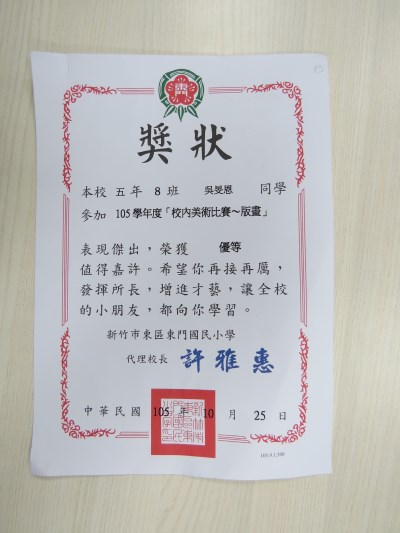 東門
獎狀
本校 五年 8 班 吳旻恩 同學
參加 105 學年度「校內美術比賽～版畫」
表現傑出，榮獲 優等
值得嘉許。希望你再接再厲，
發揮所長，增進才藝，讓全校
的小朋友，都向你學習。
新竹市東區東門國民小學
代理校長 許雅惠
中華民國 105 年 10 月 25 日